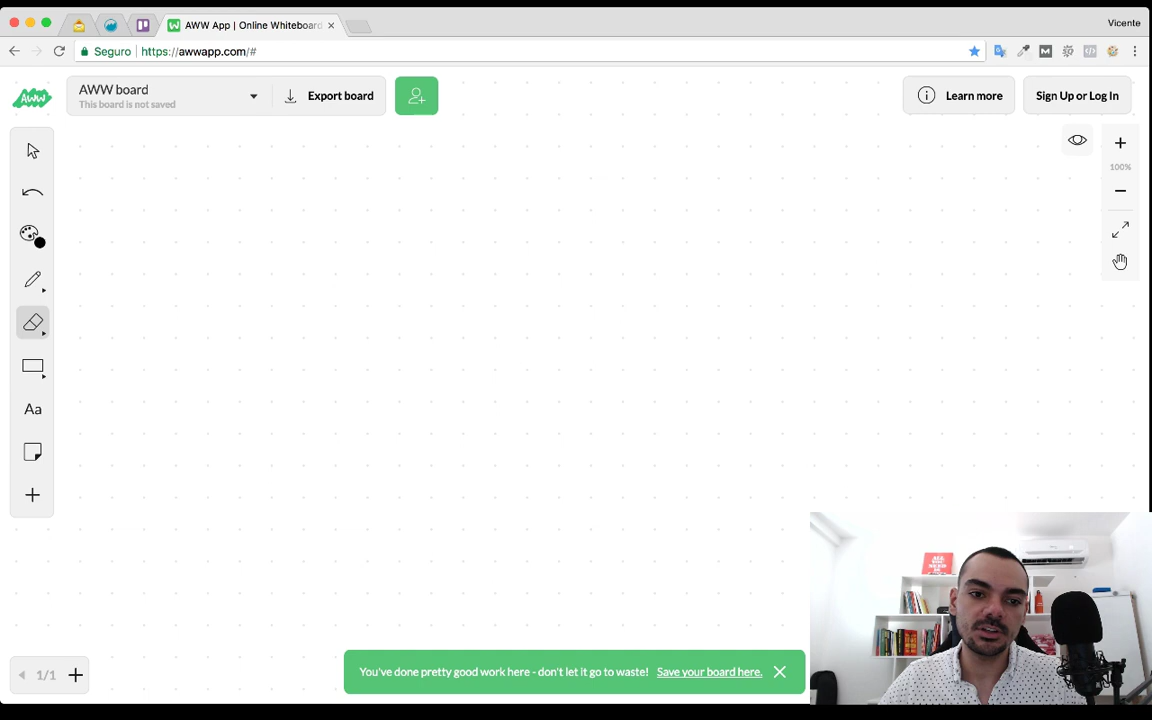 AWW App | Online Whiteboard
Vicente
Seguro
https://awwapp.com/#
AWW
AWW board
This board is not saved
Export board
Learn more
Sign Up or Log In
100%
Aa
1/1
You've done pretty good work here - don't let it go to waste! Save your board here.